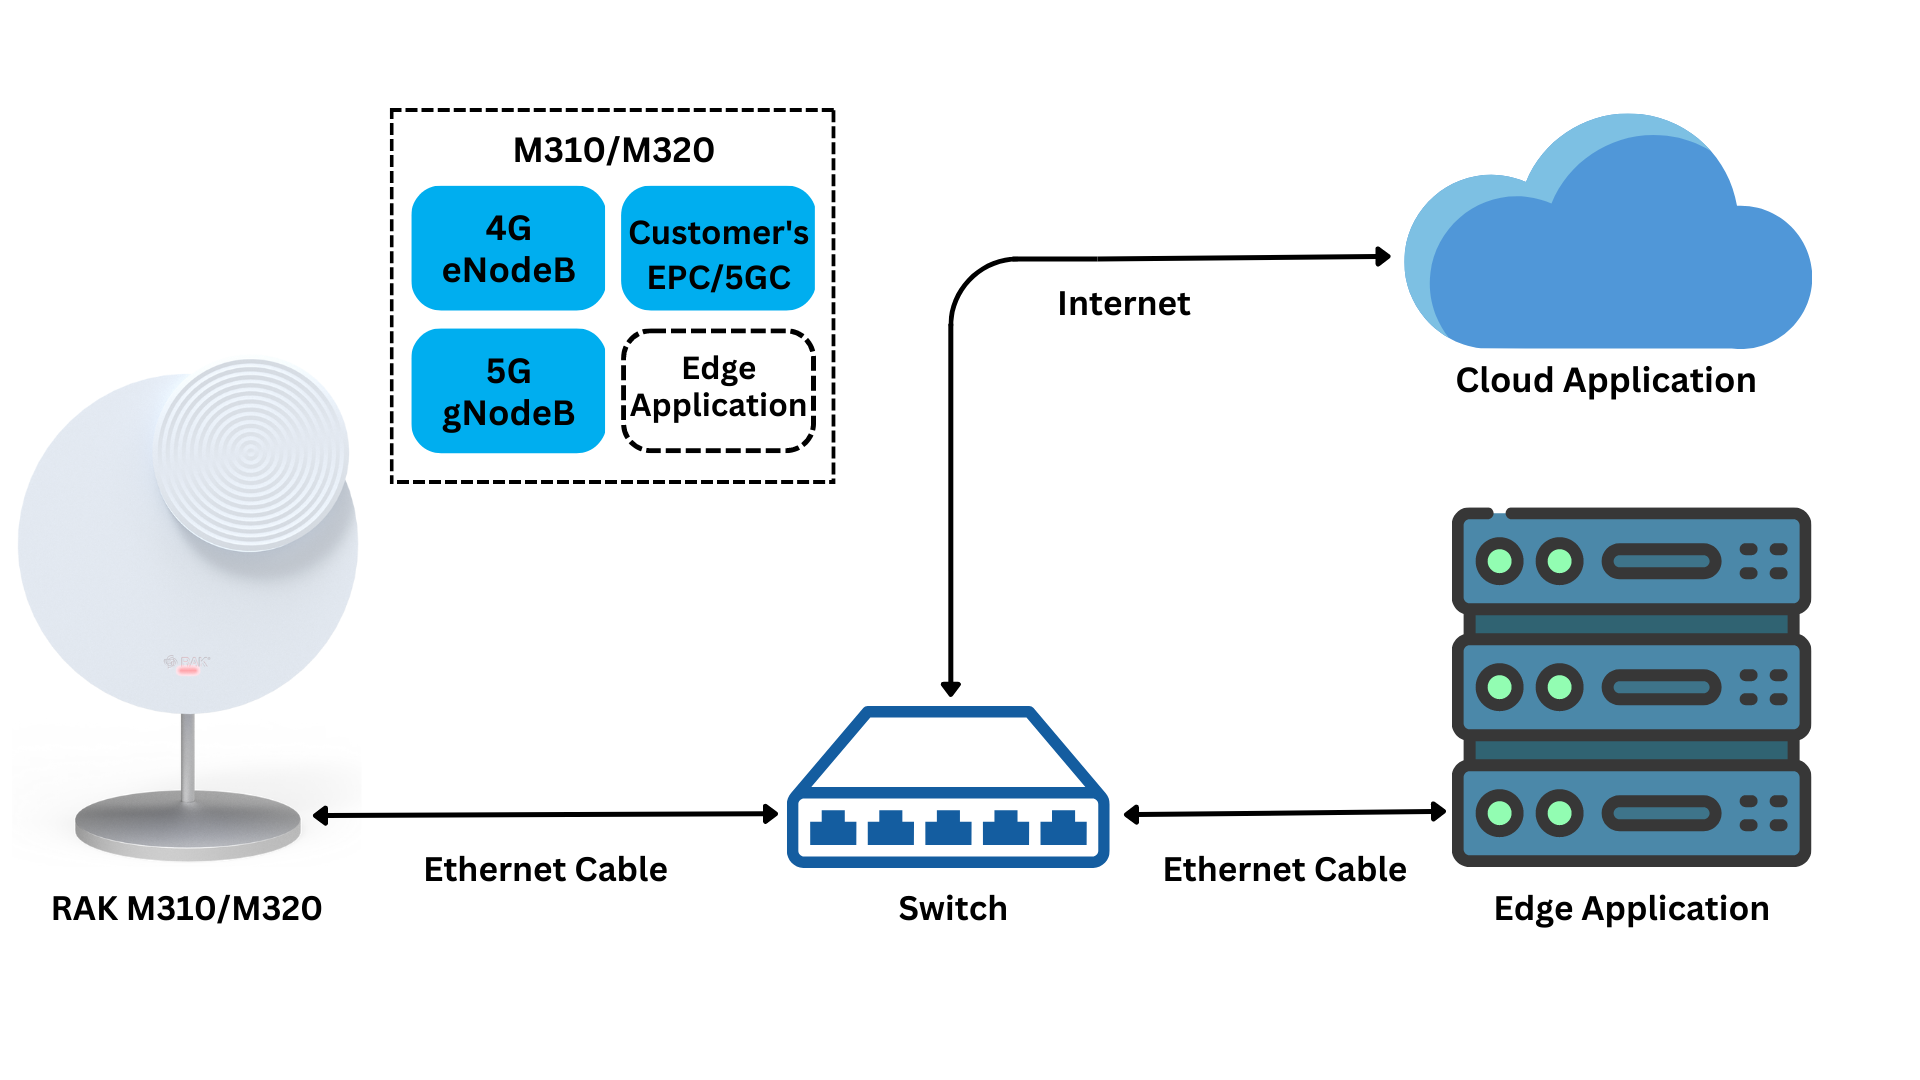 M310/M320
4G
eNodeB
Customer's
EPC/5GC
5G
gNodeB
Edge
Application
Internet
Cloud Application
RAK
Ethernet Cable
Ethernet Cable
RAK M310/M320
Switch
Edge Application